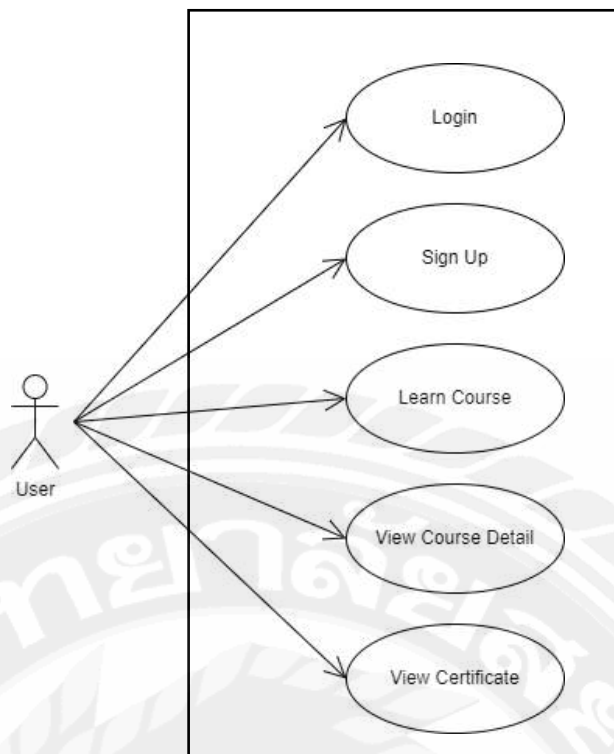 Login
Sign Up
Learn Course
User
View Course Detail
View Certificate